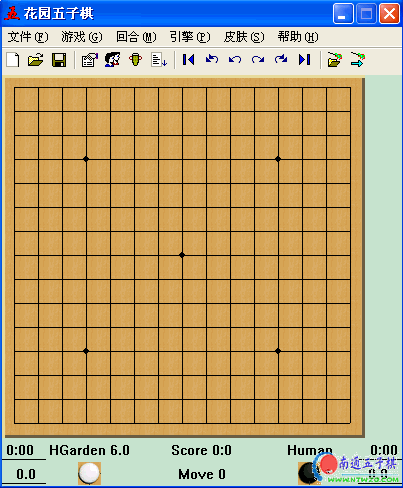 花园五子棋
文件(F) 游戏(G) 回合(M) 引擎(P) 皮肤(S) 帮助(H)
0:00 HGarden 6.0 Score 0:0 Human 0:00
0.0 Move 0 0.0
南通五子棋
WWW.NTWZQ.COM